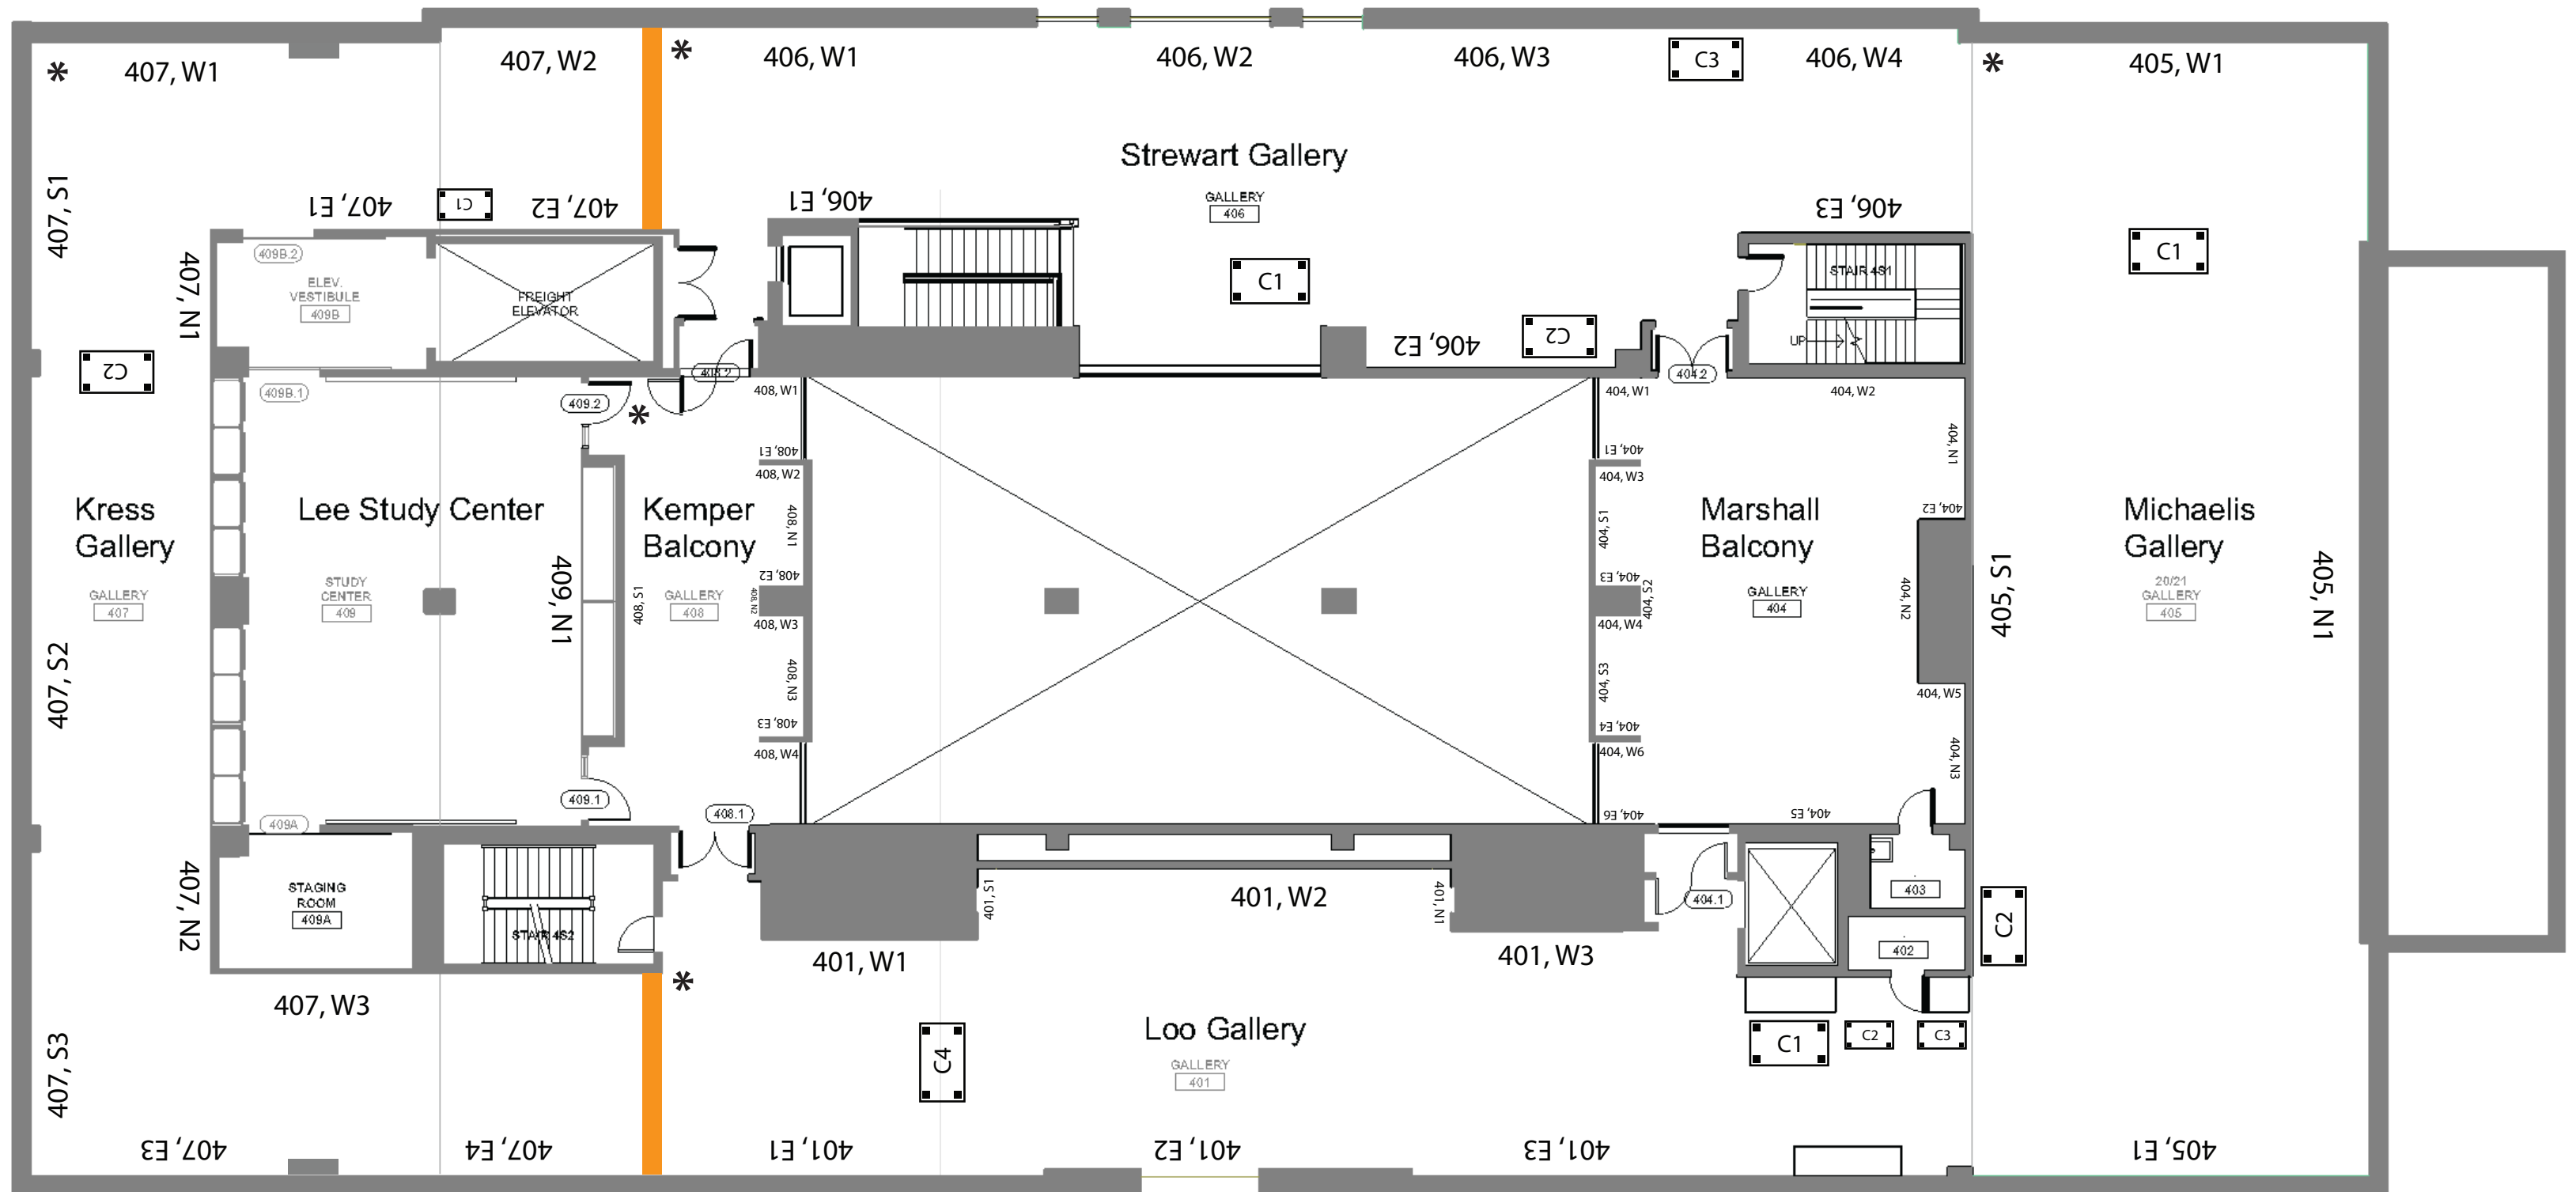 407, W1
407, W2
406, W1
406, W2
406, W3
C3
406, W4
405, W1
*
*
*
Strewart Gallery
GALLERY
406
407, S1
407, E1
C1
407, E2
406, E1
406, E3
407, N1
409B.2
ELEV.
VESTIBULE
409B
FREIGHT
ELEVATOR
C1
C1
STAIR 4S1
UP
C2
406, E2
C2
409B.1
409.2
*
408.2
408, W1
404, W1
404.2
404, W2
408, E1
408, W2
404, E1
404, W3
404, N1
Kress
Gallery
GALLERY
407
Lee Study Center
STUDY
CENTER
409
409, N1
408, S1
Kemper
Balcony
GALLERY
408
408, N1
408, E2
408, N2
408, W3
408, N3
408, E3
408, W4
404, S1
404, E3
404, S2
404, W4
404, S3
404, E4
404, W6
404, E6
Marshall
Balcony
GALLERY
404
404, E2
404, N2
404, W5
404, N3
404, E5
405, S1
Michaelis
Gallery
20/21
GALLERY
405
405, N1
407, S2
409.1
408.1
409A
407, N2
STAGING
ROOM
409A
STAIR 4S2
401, S1
401, W2
401, N1
404.1
403
402
C2
401, W1
401, W3
*
407, W3
407, S3
C4
Loo Gallery
GALLERY
401
C1
C2
C3
407, E3
407, E4
401, E1
401, E2
401, E3
405, E1